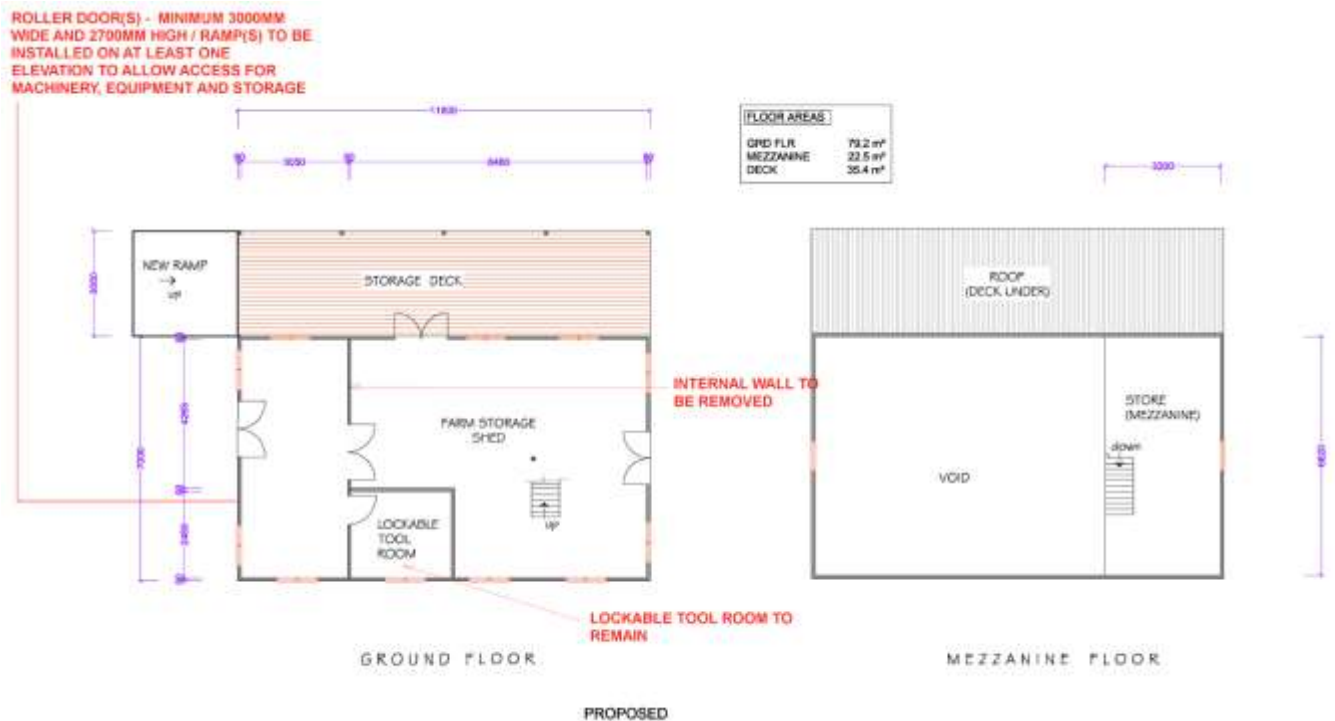 ROLLER DOOR(S) - MINIMUM 3000MM
WIDE AND 2700MM HIGH / RAMP(S) TO BE
INSTALLED ON AT LEAST ONE
ELEVATION TO ALLOW ACCESS FOR
MACHINERY, EQUIPMENT AND STORAGE
FLOOR AREAS
GRD FLR 79.2 m²
MEZZANINE 22.5 m²
DECK 35.4 m²
3200
3000
NEW RAMP
UP
STORAGE DECK
ROOF
(DECK UNDER)
INTERNAL WALL TO
BE REMOVED
FARM STORAGE
SHED
STORE
(MEZZANINE)
down
VOID
7000
UP
LOCKABLE
TOOL
ROOM
LOCKABLE TOOL ROOM TO
REMAIN
GROUND FLOOR
MEZZANINE FLOOR
PROPOSED